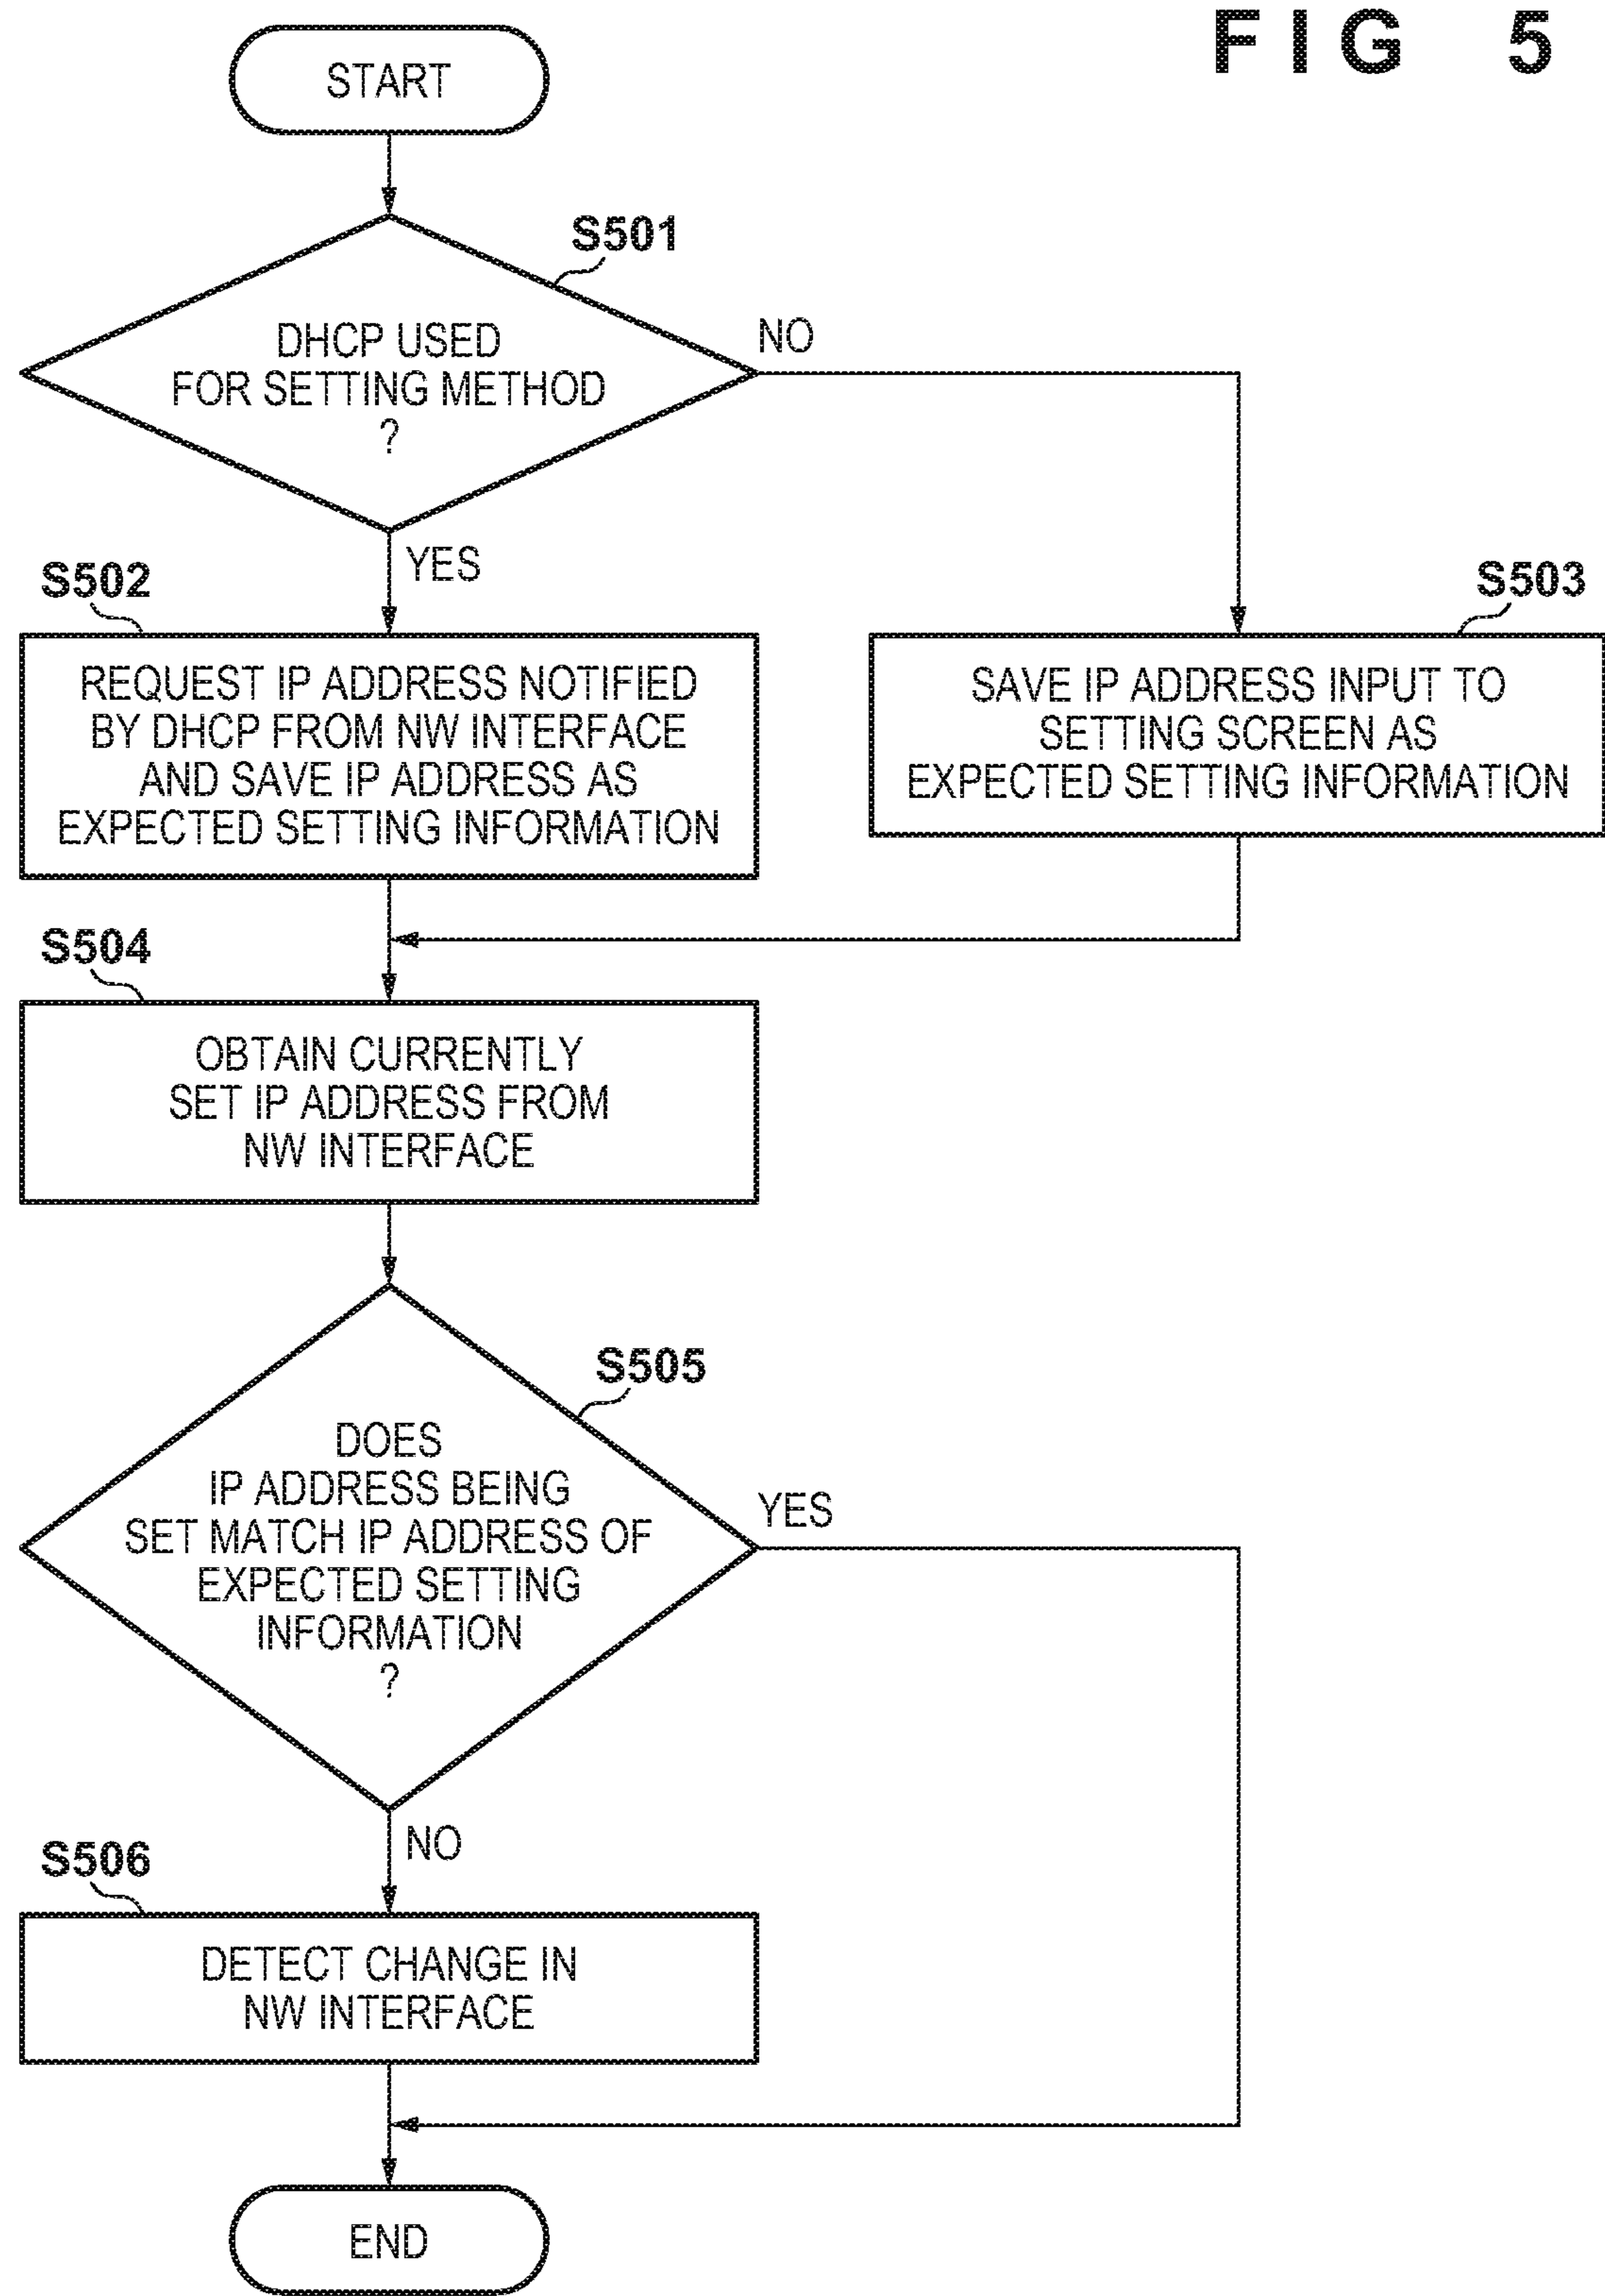 FIG 5
START
S501
DHCP USED
FOR SETTING METHOD
?
NO
YES
S502
REQUEST IP ADDRESS NOTIFIED
BY DHCP FROM NW INTERFACE
AND SAVE IP ADDRESS AS
EXPECTED SETTING INFORMATION
S503
SAVE IP ADDRESS INPUT TO
SETTING SCREEN AS
EXPECTED SETTING INFORMATION
S504
OBTAIN CURRENTLY
SET IP ADDRESS FROM
NW INTERFACE
S505
DOES
IP ADDRESS BEING
SET MATCH IP ADDRESS OF
EXPECTED SETTING
INFORMATION
?
YES
NO
S506
DETECT CHANGE IN
NW INTERFACE
END